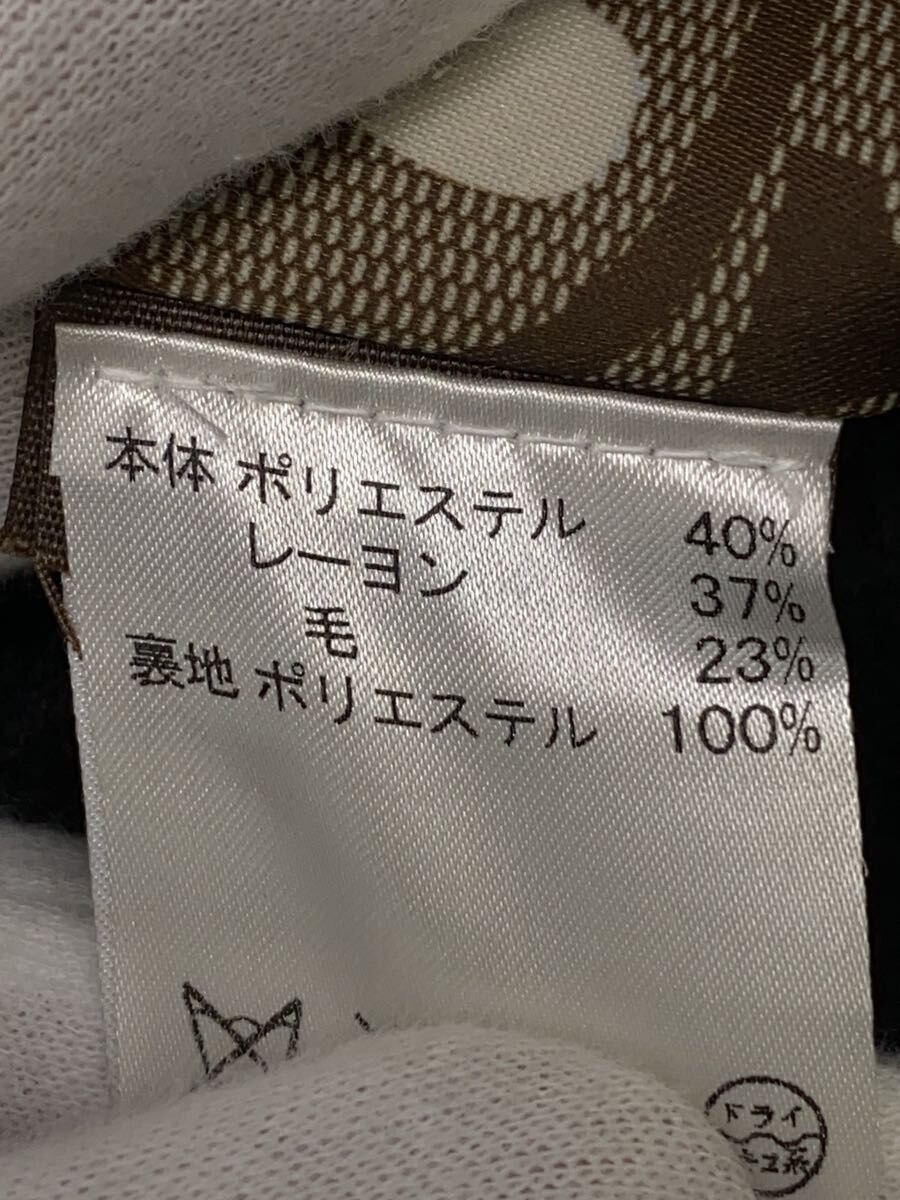 本体 ポリエステル 40%
レーヨン 37%
毛 23%
裏地 ポリエステル 100%
ドライ